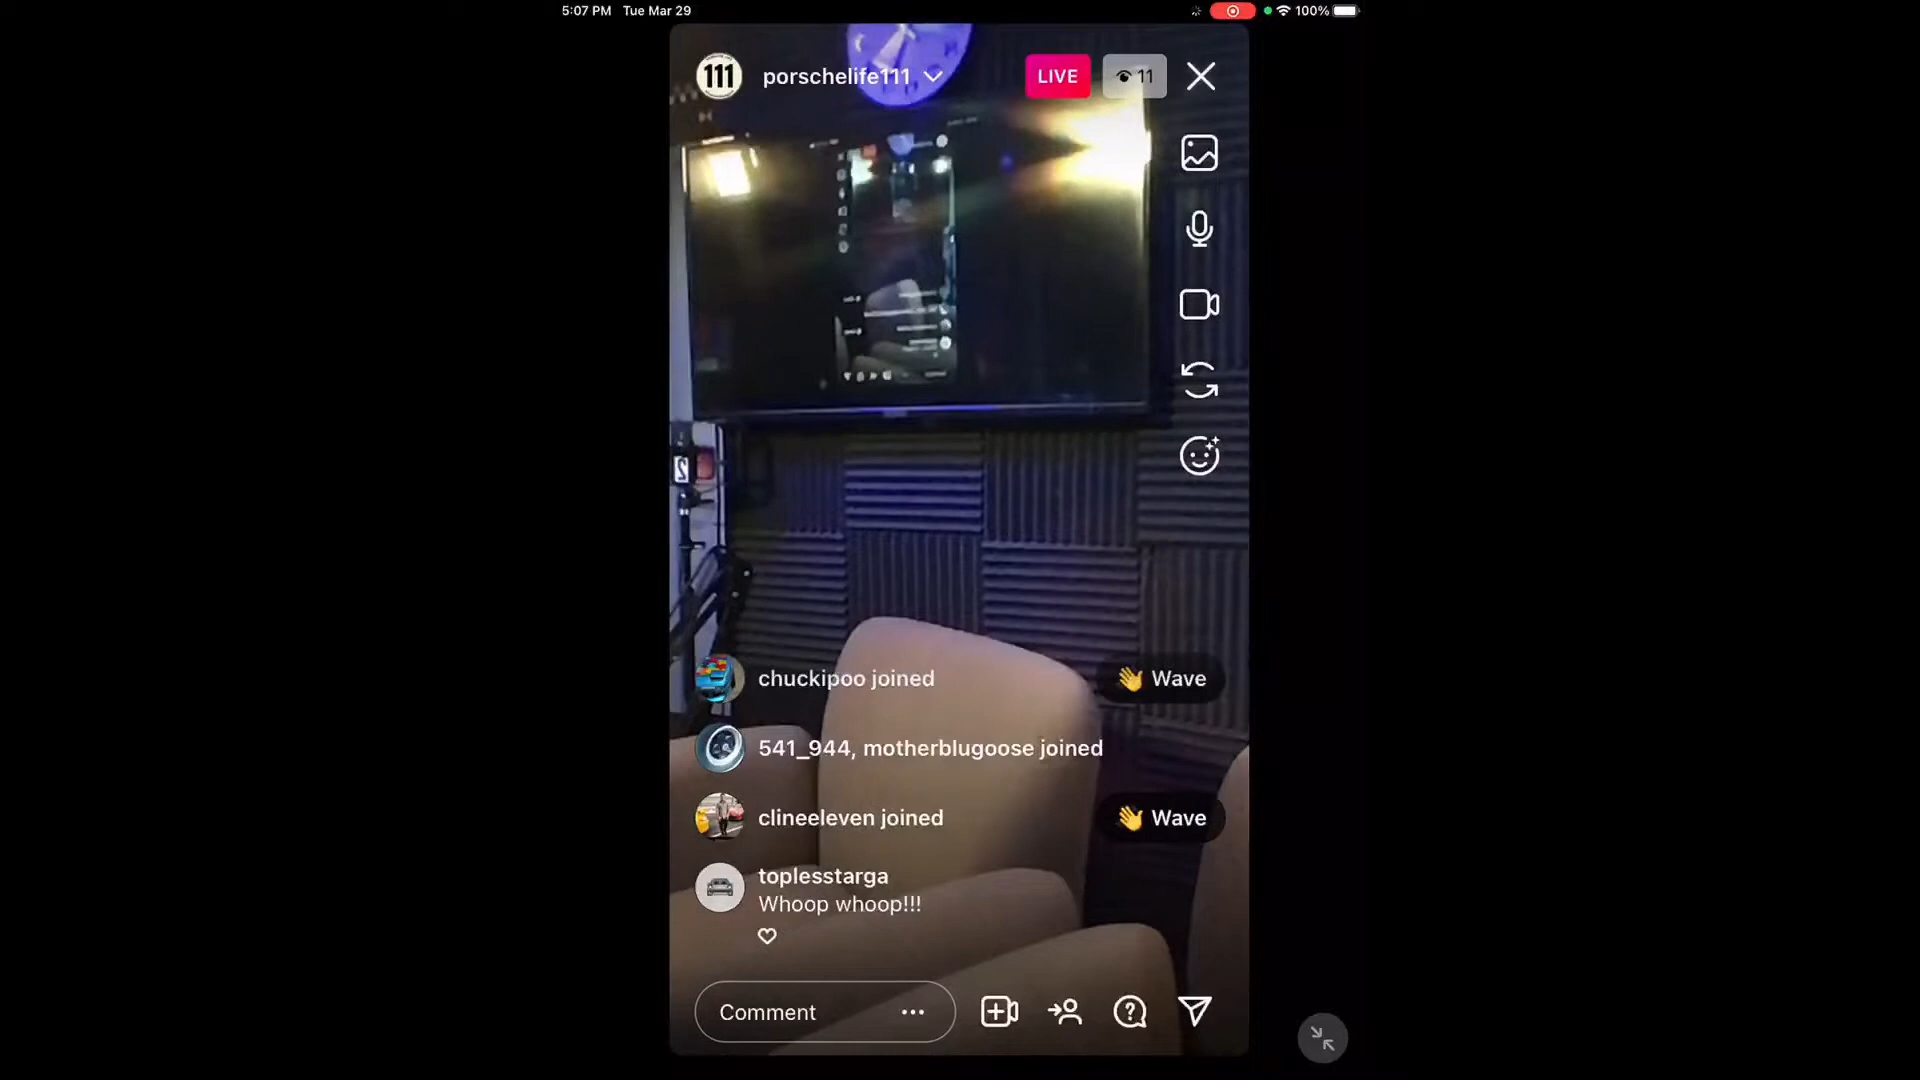 5:07 PM Tue Mar 29
100%
111 porschelife111
LIVE
11
2
chuckipoo joined
Wave
541_944, motherblugoose joined
clineeleven joined
Wave
toplesstarga
Whoop whoop!!!
Comment